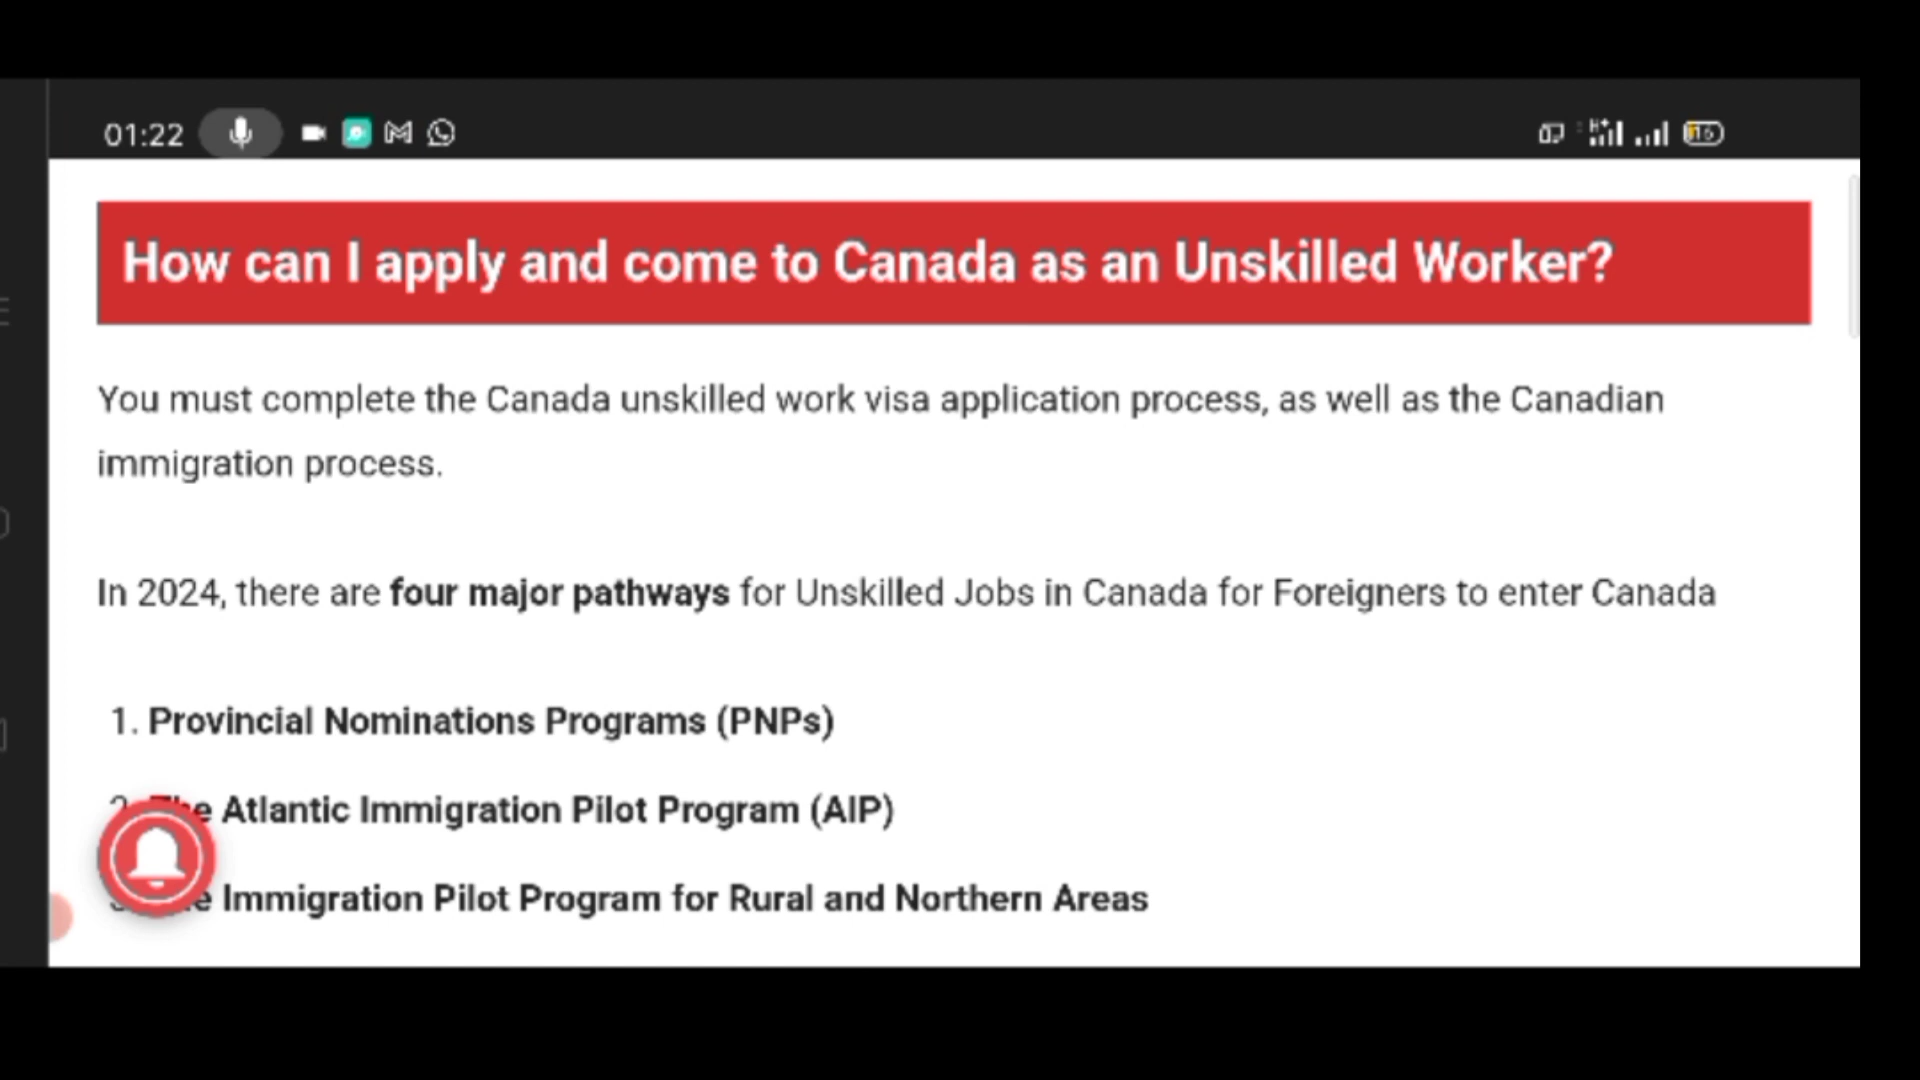 01:22
H+
16
How can I apply and come to Canada as an Unskilled Worker?
You must complete the Canada unskilled work visa application process, as well as the Canadian
immigration process.
In 2024, there are four major pathways for Unskilled Jobs in Canada for Foreigners to enter Canada
1. Provincial Nominations Programs (PNPs)
2. The Atlantic Immigration Pilot Program (AIP)
Immigration Pilot Program for Rural and Northern Areas